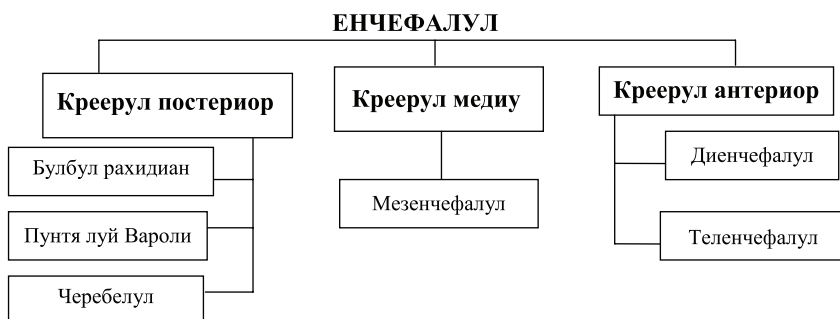 ЕНЧЕФАЛУЛ
Креерул постериор
Булбул рахидиан
Пунтя луй Вароли
Черебелул
Креерул медиу
Мезенчефалул
Креерул антериор
Диенчефалул
Теленчефалул